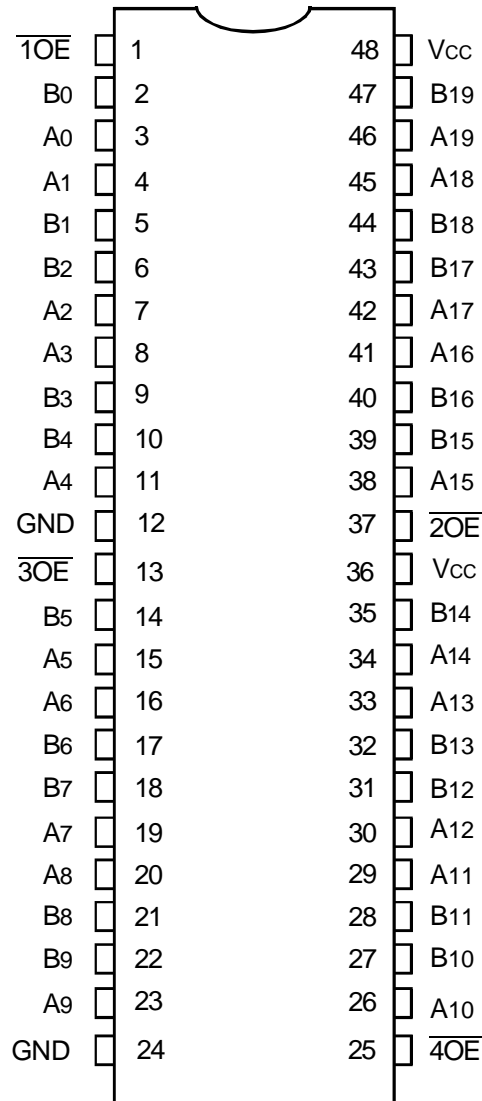 1OE 1 48 Vcc
B0 2 47 B19
A0 3 46 A19
A1 4 45 A18
B1 5 44 B18
B2 6 43 B17
A2 7 42 A17
A3 8 41 A16
B3 9 40 B16
B4 10 39 B15
A4 11 38 A15
GND 12 37 2OE
3OE 13 36 Vcc
B5 14 35 B14
A5 15 34 A14
A6 16 33 A13
B6 17 32 B13
B7 18 31 B12
A7 19 30 A12
A8 20 29 A11
B8 21 28 B11
B9 22 27 B10
A9 23 26 A10
GND 24 25 4OE